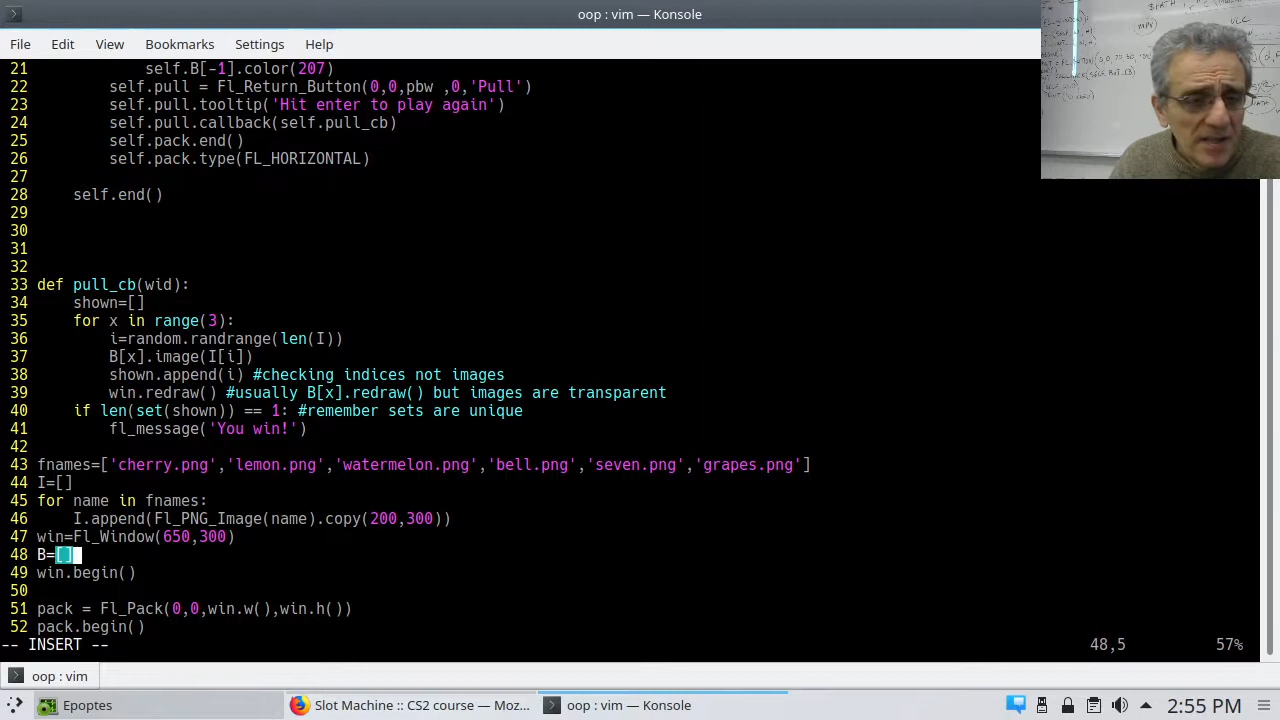 oop : vim — Konsole
File Edit View Bookmarks Settings Help
21 self.B[-1].color(207)
22 self.pull = Fl_Return_Button(0,0,pbw ,0,'Pull')
23 self.pull.tooltip('Hit enter to play again')
24 self.pull.callback(self.pull_cb)
25 self.pack.end()
26 self.pack.type(FL_HORIZONTAL)
27
28 self.end()
29
30
31
32
33 def pull_cb(wid):
34 shown=[]
35 for x in range(3):
36 i=random.randrange(len(I))
37 B[x].image(I[i])
38 shown.append(i) #checking indices not images
39 win.redraw() #usually B[x].redraw() but images are transparent
40 if len(set(shown)) == 1: #remember sets are unique
41 fl_message('You win!')
42
43 fnames=['cherry.png','lemon.png','watermelon.png','bell.png','seven.png','grapes.png']
44 I=[]
45 for name in fnames:
46 I.append(Fl_PNG_Image(name).copy(200,300))
47 win=Fl_Window(650,300)
48 B=[]
49 win.begin()
50
51 pack = Fl_Pack(0,0,win.w(),win.h())
52 pack.begin()
-- INSERT -- 48,5 57%
oop : vim
Epoptes Slot Machine :: CS2 course — Moz... oop : vim — Konsole 2:55 PM